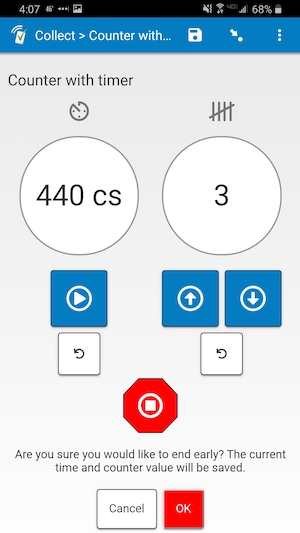 4:07 46° 68%
Collect > Counter with...
Counter with timer
440 cs 3
Are you sure you would like to end early? The current
time and counter value will be saved.
Cancel OK